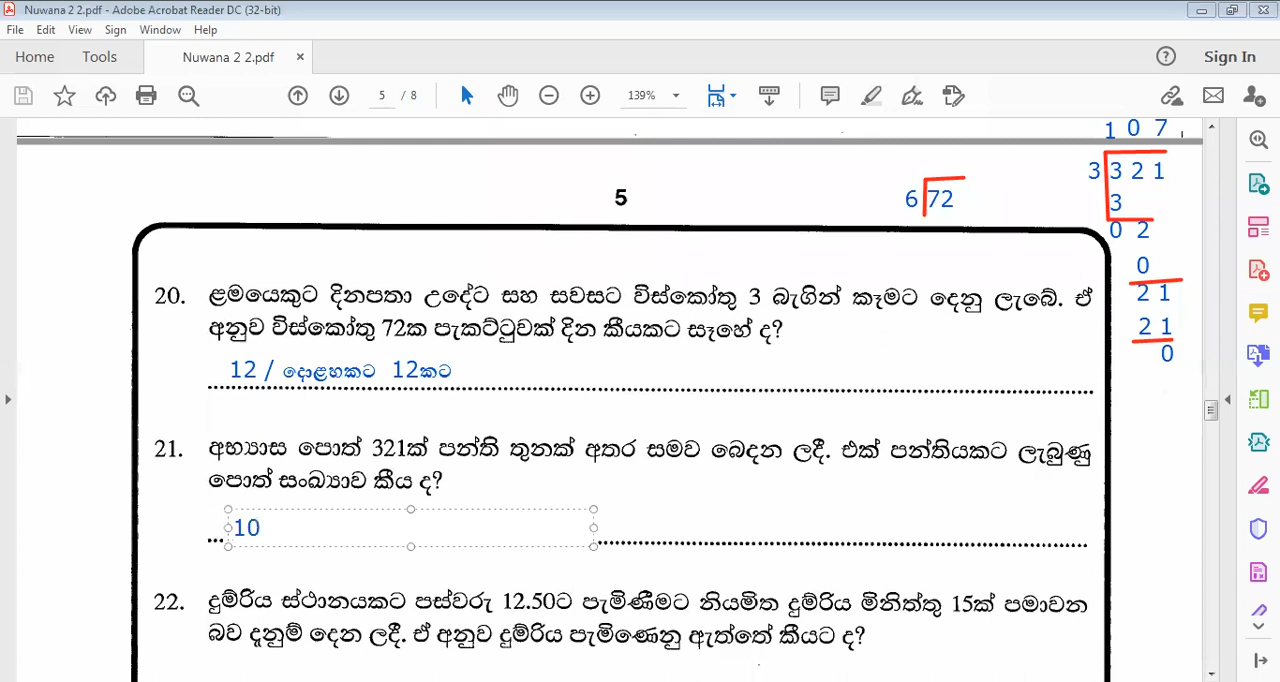 Nuwana 2 2.pdf - Adobe Acrobat Reader DC (32-bit)
File Edit View Sign Window Help
Home Tools Nuwana 2 2.pdf × Sign In
5 / 8 139%
1 0 7
3 3 2 1
5 6 72
3
0 2
0
20. ළමයෙකුට දිනපතා උදේට සහ සවසට විස්කෝතු 3 බැගින් කෑමට දෙනු ලැබේ. ඒ
2 1
අනුව විස්කෝතු 72ක පැකට්ටුවක් දින කීයකට සෑහේ ද?
2 1
0
12 / දොළහකට 12කට
21. අභ්‍යාස පොත් 321ක් පන්ති තුනක් අතර සමව බෙදන ලදී. එක් පන්තියකට ලැබුණු
පොත් සංඛ්‍යාව කීය ද?
10
22. දුම්රිය ස්ථානයකට පස්වරු 12.50ට පැමිණීමට නියමිත දුම්රිය මිනිත්තු 15ක් පමාවන
බව දැනුම් දෙන ලදී. ඒ අනුව දුම්රිය පැමිණෙනු ඇත්තේ කීයට ද?